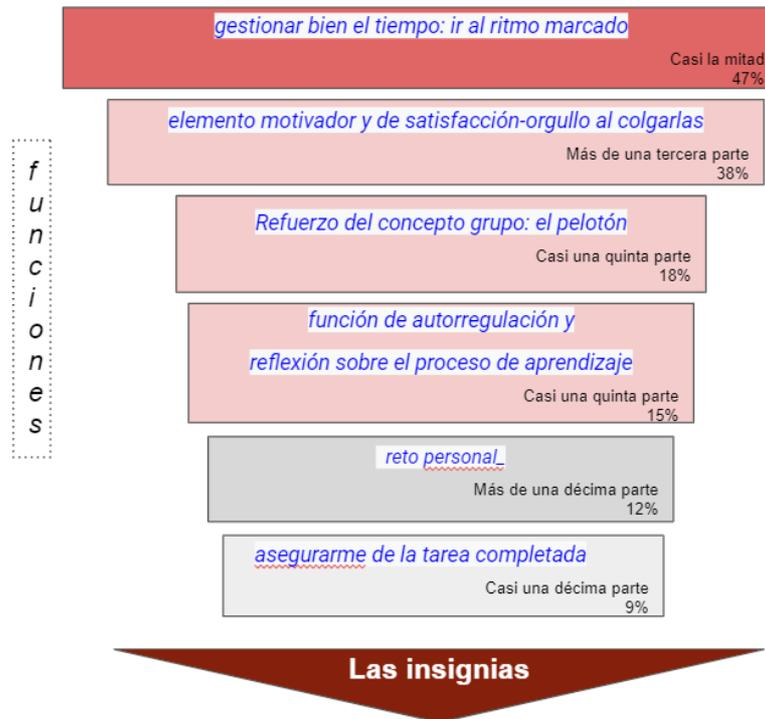 gestionar bien el tiempo: ir al ritmo marcado
Casi la mitad
47%
elemento motivador y de satisfacción-orgullo al colgarlas
Más de una tercera parte
38%
Refuerzo del concepto grupo: el pelotón
Casi una quinta parte
18%
función de autorregulación y
reflexión sobre el proceso de aprendizaje
Casi una quinta parte
15%
reto personal_
Más de una décima parte
12%
asegurarme de la tarea completada
Casi una décima parte
9%
Las insignias
funciones